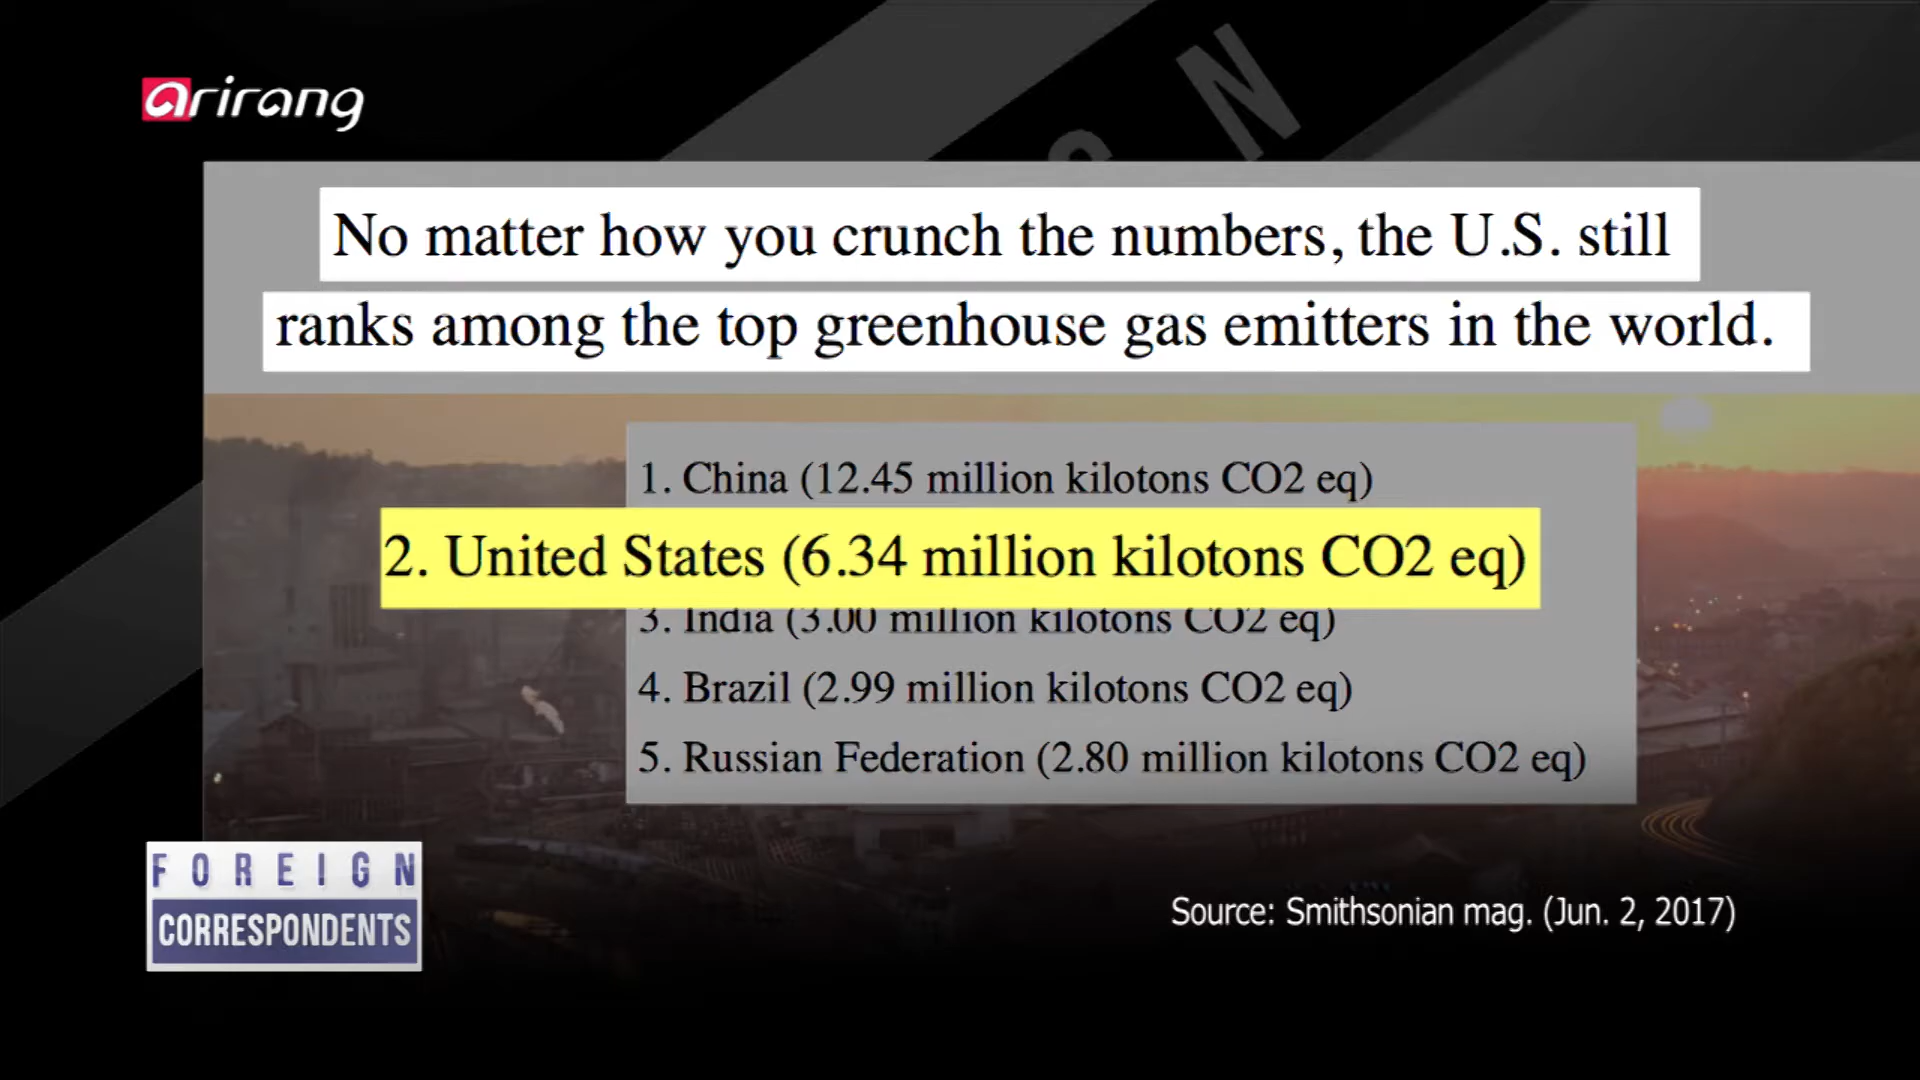 arirang
No matter how you crunch the numbers, the U.S. still
ranks among the top greenhouse gas emitters in the world.
1. China (12.45 million kilotons CO2 eq)
2. United States (6.34 million kilotons CO2 eq)
3. India (3.00 million kilotons CO2 eq)
4. Brazil (2.99 million kilotons CO2 eq)
5. Russian Federation (2.80 million kilotons CO2 eq)
FOREIGN
CORRESPONDENTS
Source: Smithsonian mag. (Jun. 2, 2017)